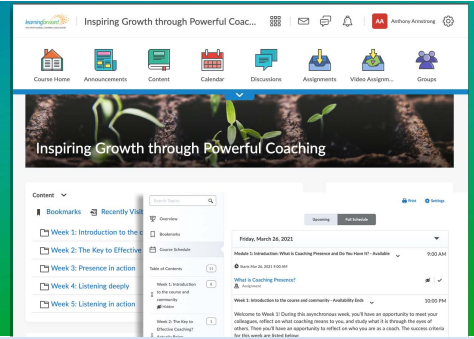 learningforward
Inspiring Growth through Powerful Coac...
AA
Anthony Armstrong
Course Home
Announcements
Content
Calendar
Discussions
Assignments
Video Assignm...
Groups
Inspiring Growth through Powerful Coaching
Content
Bookmarks
Recently Visit
Week 1: Introduction to the c
Week 2: The Key to Effective
Week 3: Presence in action
Week 4: Listening deeply
Week 5: Listening in action
Search Topics
Overview
Bookmarks
Course Schedule
Table of Contents
Week 1: Introduction
to the course and
community
Hidden
Week 2: The Key to
Effective Coaching?
Print
Settings
Upcoming
Full Schedule
Friday, March 26, 2021
Module 1: Introduction: What is Coaching Presence and Do You Have It? - Available
9:00 AM
Starts Mar 26, 2021 9:00 AM
What is Coaching Presence?
Assignment
Week 1: Introduction to the course and community - Availability Ends
10:00 PM
Welcome to Week 1! During this asynchronous week, you'll have an opportunity to meet your
colleagues, reflect on what coaching means to you, and study what it is through the eyes of
others. Then you'll have an opportunity to reflect on who you are as a coach. The success criteria
for this week are listed below: